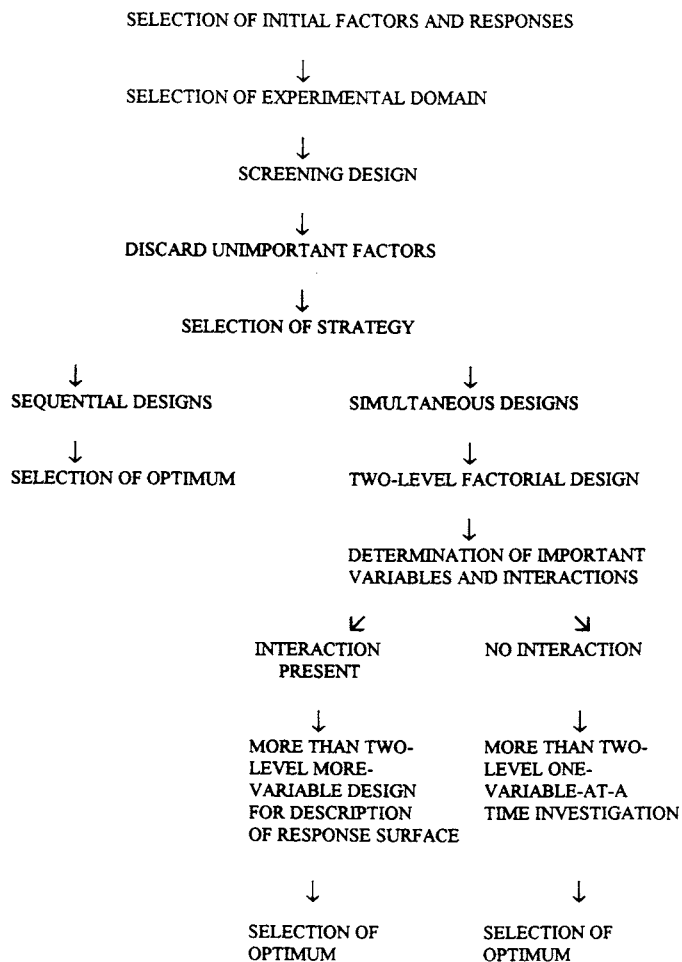 SELECTION OF INITIAL FACTORS AND RESPONSES
SELECTION OF EXPERIMENTAL DOMAIN
SCREENING DESIGN
DISCARD UNIMPORTANT FACTORS
SELECTION OF STRATEGY
SEQUENTIAL DESIGNS
SIMULTANEOUS DESIGNS
SELECTION OF OPTIMUM
TWO-LEVEL FACTORIAL DESIGN
DETERMINATION OF IMPORTANT
VARIABLES AND INTERACTIONS
INTERACTION
PRESENT
NO INTERACTION
MORE THAN TWO-
LEVEL MORE-
VARIABLE DESIGN
FOR DESCRIPTION
OF RESPONSE SURFACE
MORE THAN TWO-
LEVEL ONE-
VARIABLE-AT-A
TIME INVESTIGATION
SELECTION OF
OPTIMUM
SELECTION OF
OPTIMUM